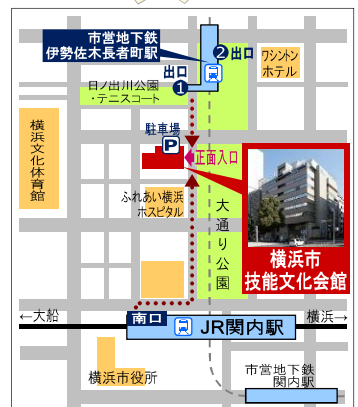 市営地下鉄
伊勢佐木長者町駅
❷出口
出口
❶
ワシントン
ホテル
日ノ出川公園
・テニスコート
駐車場
P
正面入口
横浜文化体育館
ふれあい横浜
ホスピタル
大通り公園
横浜市
技能文化会館
←大船
南口
JR関内駅
横浜→
横浜市役所
市営地下鉄
関内駅